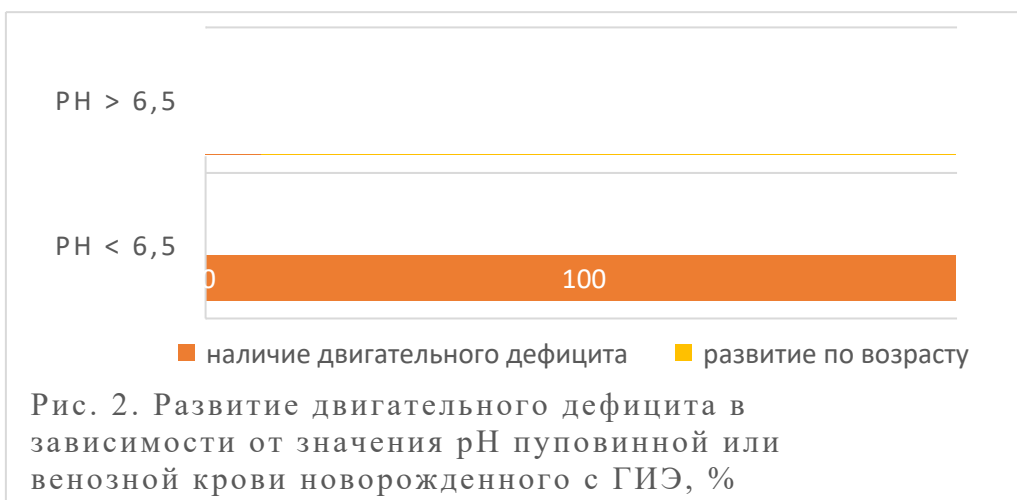 PH > 6,5
PH < 6,5
0 100
наличие двигательного дефицита развитие по возрасту
Рис. 2. Развитие двигательного дефицита в
зависимости от значения рН пуповинной или
венозной крови новорожденного с ГИЭ, %